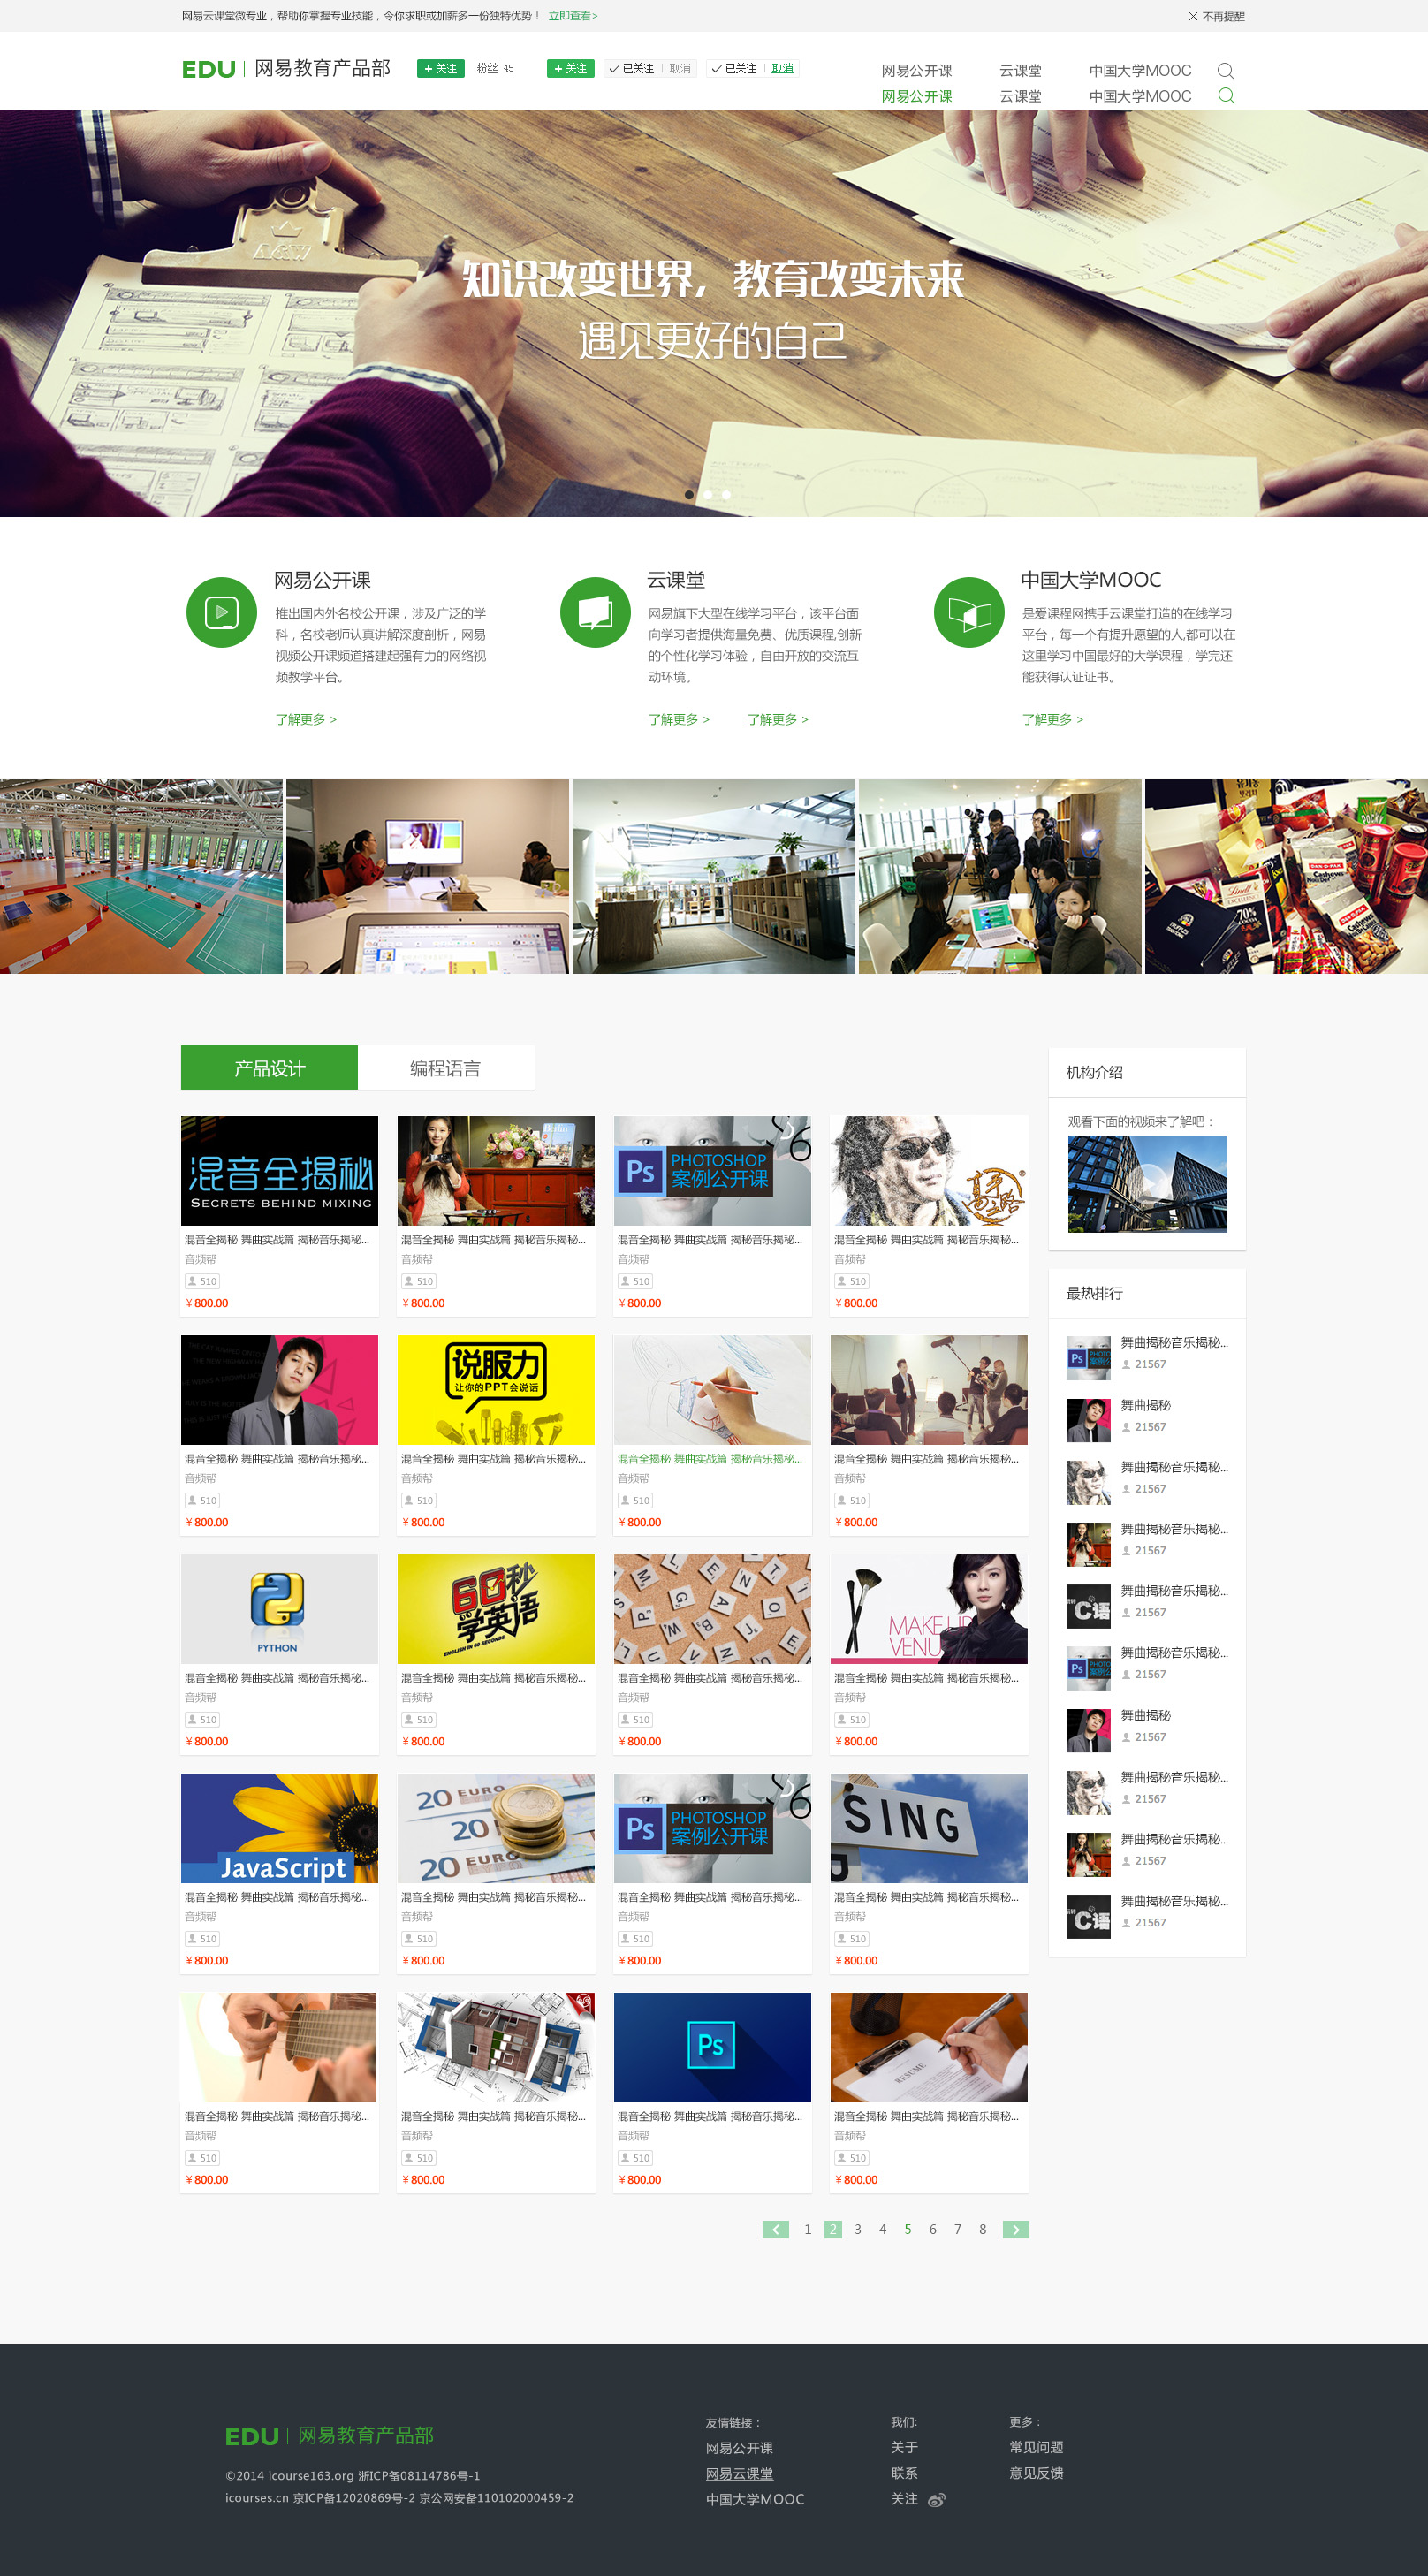 网易云课堂微专业，帮助你掌握专业技能，令你求职或加薪多一份独特优势！ 立即查看>
不再提醒
EDU 网易教育产品部
关注 粉丝 45
关注 已关注 取消 已关注 取消
网易公开课 云课堂 中国大学MOOC
网易公开课 云课堂 中国大学MOOC
知识改变世界，教育改变未来
遇见更好的自己
网易公开课
推出国内外名校公开课，涉及广泛的学
科，名校老师认真讲解深度剖析，网易
视频公开课频道搭建起强有力的网络视
频教学平台。
了解更多 >
云课堂
网易旗下大型在线学习平台，该平台面
向学习者提供海量免费、优质课程,创新
的个性化学习体验，自由开放的交流互
动环境。
了解更多 > 了解更多 >
中国大学MOOC
是爱课程网携手云课堂打造的在线学习
平台，每一个有提升愿望的人,都可以在
这里学习中国最好的大学课程，学完还
能获得认证证书。
了解更多 >
产品设计 编程语言
混音全揭秘
SECRETS BEHIND MIXING
混音全揭秘 舞曲实战篇 揭秘音乐揭秘...
音频帮
510
￥800.00
混音全揭秘 舞曲实战篇 揭秘音乐揭秘...
音频帮
510
￥800.00
Ps PHOTOSHOP
案例公开课
混音全揭秘 舞曲实战篇 揭秘音乐揭秘...
音频帮
510
￥800.00
混音全揭秘 舞曲实战篇 揭秘音乐揭秘...
音频帮
510
￥800.00
混音全揭秘 舞曲实战篇 揭秘音乐揭秘...
音频帮
510
￥800.00
说服力
让你的PPT会说话
混音全揭秘 舞曲实战篇 揭秘音乐揭秘...
音频帮
510
￥800.00
混音全揭秘 舞曲实战篇 揭秘音乐揭秘...
音频帮
510
￥800.00
混音全揭秘 舞曲实战篇 揭秘音乐揭秘...
音频帮
510
￥800.00
PYTHON
混音全揭秘 舞曲实战篇 揭秘音乐揭秘...
音频帮
510
￥800.00
60秒
学英语
ENGLISH IN 60 SECONDS
混音全揭秘 舞曲实战篇 揭秘音乐揭秘...
音频帮
510
￥800.00
混音全揭秘 舞曲实战篇 揭秘音乐揭秘...
音频帮
510
￥800.00
MAKE UP
VENU
混音全揭秘 舞曲实战篇 揭秘音乐揭秘...
音频帮
510
￥800.00
JavaScript
混音全揭秘 舞曲实战篇 揭秘音乐揭秘...
音频帮
510
￥800.00
20 EURO
20 EU
20 EURO
混音全揭秘 舞曲实战篇 揭秘音乐揭秘...
音频帮
510
￥800.00
Ps PHOTOSHOP
案例公开课
混音全揭秘 舞曲实战篇 揭秘音乐揭秘...
音频帮
510
￥800.00
SING
混音全揭秘 舞曲实战篇 揭秘音乐揭秘...
音频帮
510
￥800.00
混音全揭秘 舞曲实战篇 揭秘音乐揭秘...
音频帮
510
￥800.00
混音全揭秘 舞曲实战篇 揭秘音乐揭秘...
音频帮
510
￥800.00
Ps
混音全揭秘 舞曲实战篇 揭秘音乐揭秘...
音频帮
510
￥800.00
RESUME
混音全揭秘 舞曲实战篇 揭秘音乐揭秘...
音频帮
510
￥800.00
1 2 3 4 5 6 7 8
机构介绍
观看下面的视频来了解吧：
最热排行
舞曲揭秘音乐揭秘...
21567
舞曲揭秘
21567
舞曲揭秘音乐揭秘...
21567
舞曲揭秘音乐揭秘...
21567
舞曲揭秘音乐揭秘...
21567
舞曲揭秘音乐揭秘...
21567
舞曲揭秘
21567
舞曲揭秘音乐揭秘...
21567
舞曲揭秘音乐揭秘...
21567
舞曲揭秘音乐揭秘...
21567
EDU 网易教育产品部
©2014 icourse163.org 浙ICP备08114786号-1
icourses.cn 京ICP备12020869号-2 京公网安备110102000459-2
友情链接：
网易公开课
网易云课堂
中国大学MOOC
我们:
关于
联系
关注
更多：
常见问题
意见反馈